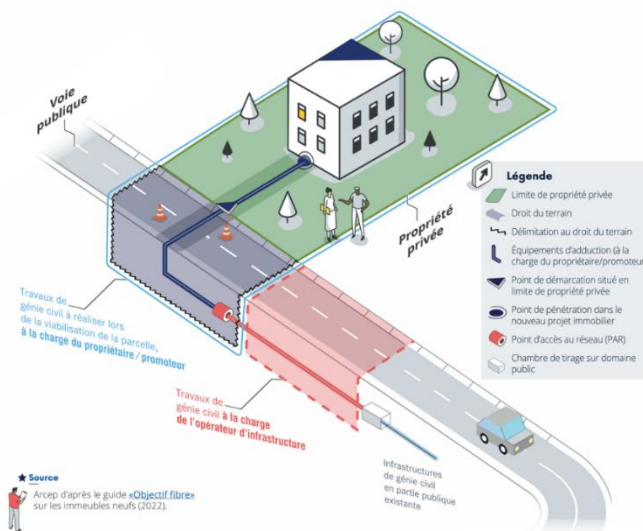 Voie
publique
Propriété
privée
Travaux de
génie civil à réaliser lors
de la viabilisation de la parcelle,
à la charge du propriétaire / promoteur
Travaux de
génie civil à la charge
de l'opérateur d'infrastructure
Infrastructures
de génie civil
en partie publique
existante
Légende
Limite de propriété privée
Droit du terrain
Délimitation au droit du terrain
Équipements d'adduction (à la
charge du propriétaire/promoteur
Point de démarcation situé en
limite de propriété privée
Point de pénétration dans le
nouveau projet immobilier
Point d'accès au réseau (PAR)
Chambre de tirage sur domaine
public
Source
Arcep d'après le guide «Objectif fibre»
sur les immeubles neufs (2022).